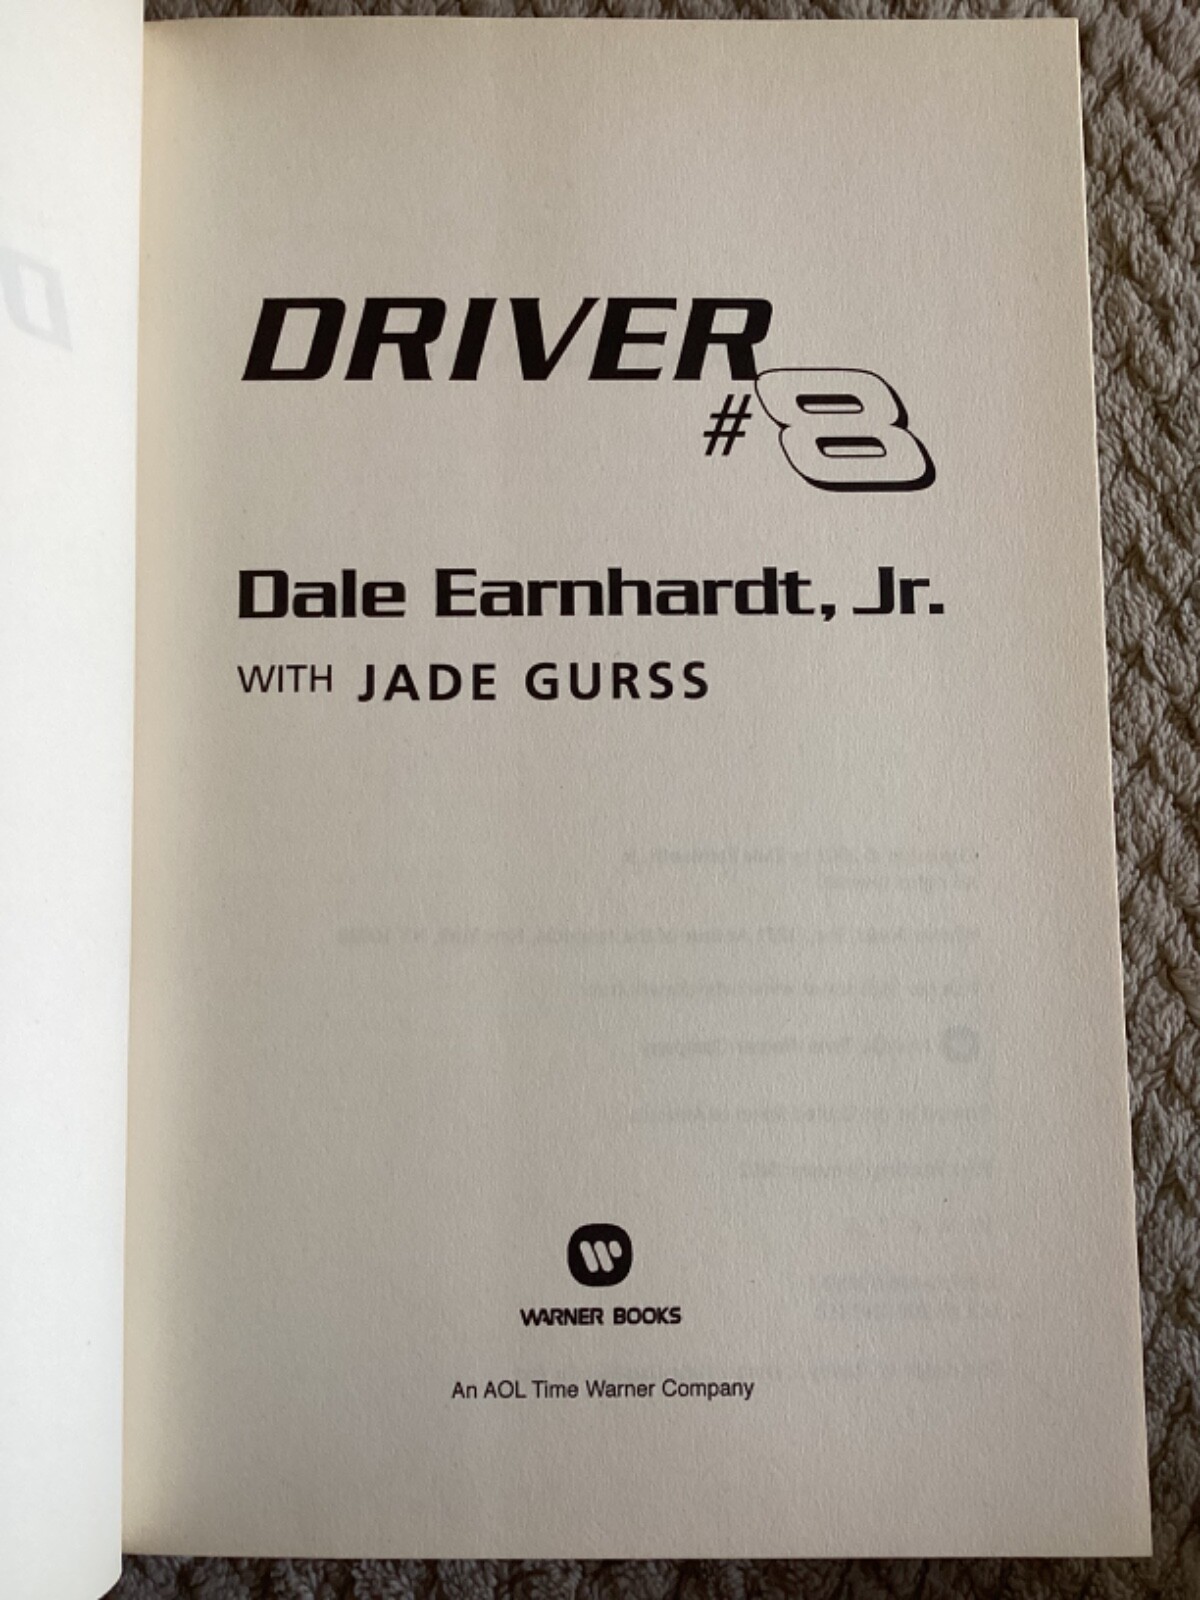 DRIVER
#8
Dale Earnhardt, Jr.
WITH JADE GURSS
WARNER BOOKS
An AOL Time Warner Company